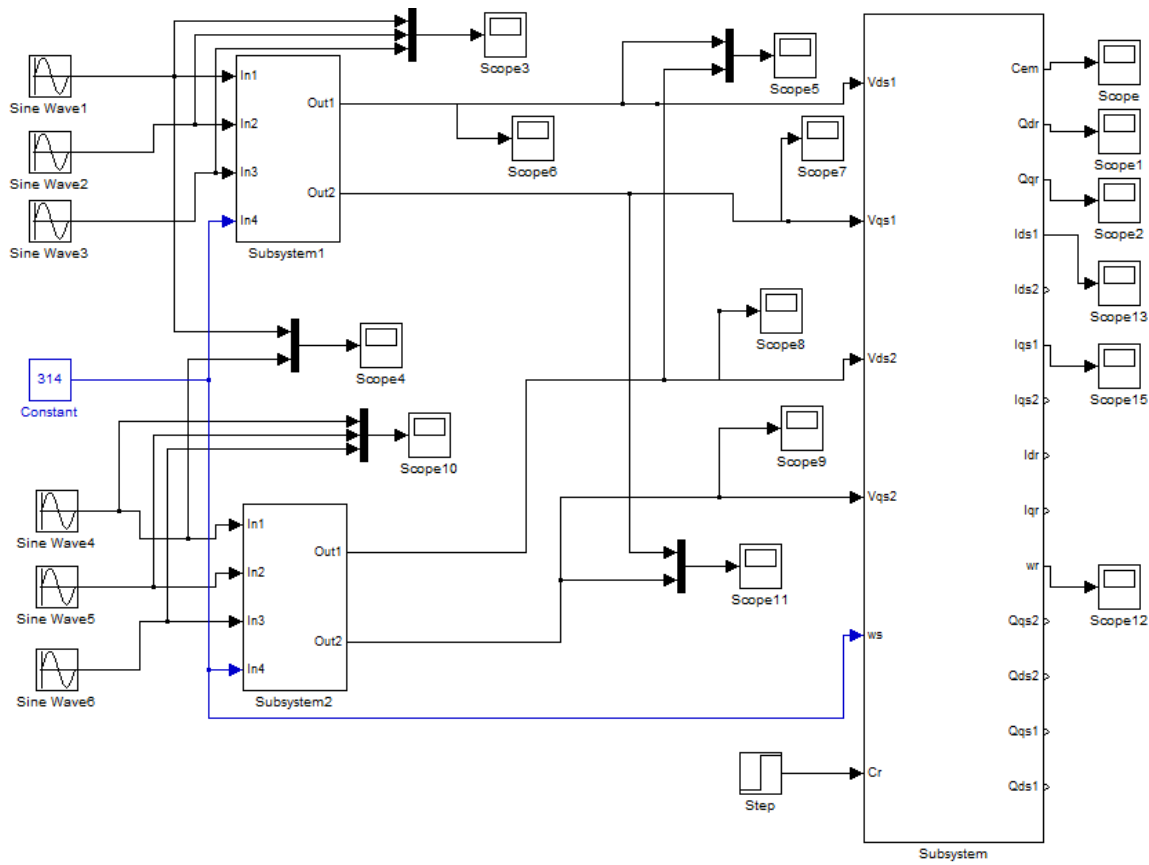 Scope3
Sine Wave1
Sine Wave2
Sine Wave3
In1
In2
In3
In4
Out1
Out2
Subsystem1
Scope6
Scope5
Scope7
314
Constant
Scope4
Scope8
Scope10
Scope9
Sine Wave4
Sine Wave5
Sine Wave6
In1
In2
In3
In4
Out1
Out2
Subsystem2
Scope11
Step
Vds1
Vqs1
Vds2
Vqs2
ws
Cr
Cem
Qdr
Qqr
Ids1
Ids2
Iqs1
Iqs2
Idr
Iqr
wr
Qqs2
Qds2
Qqs1
Qds1
Subsystem
Scope
Scope1
Scope2
Scope13
Scope15
Scope12